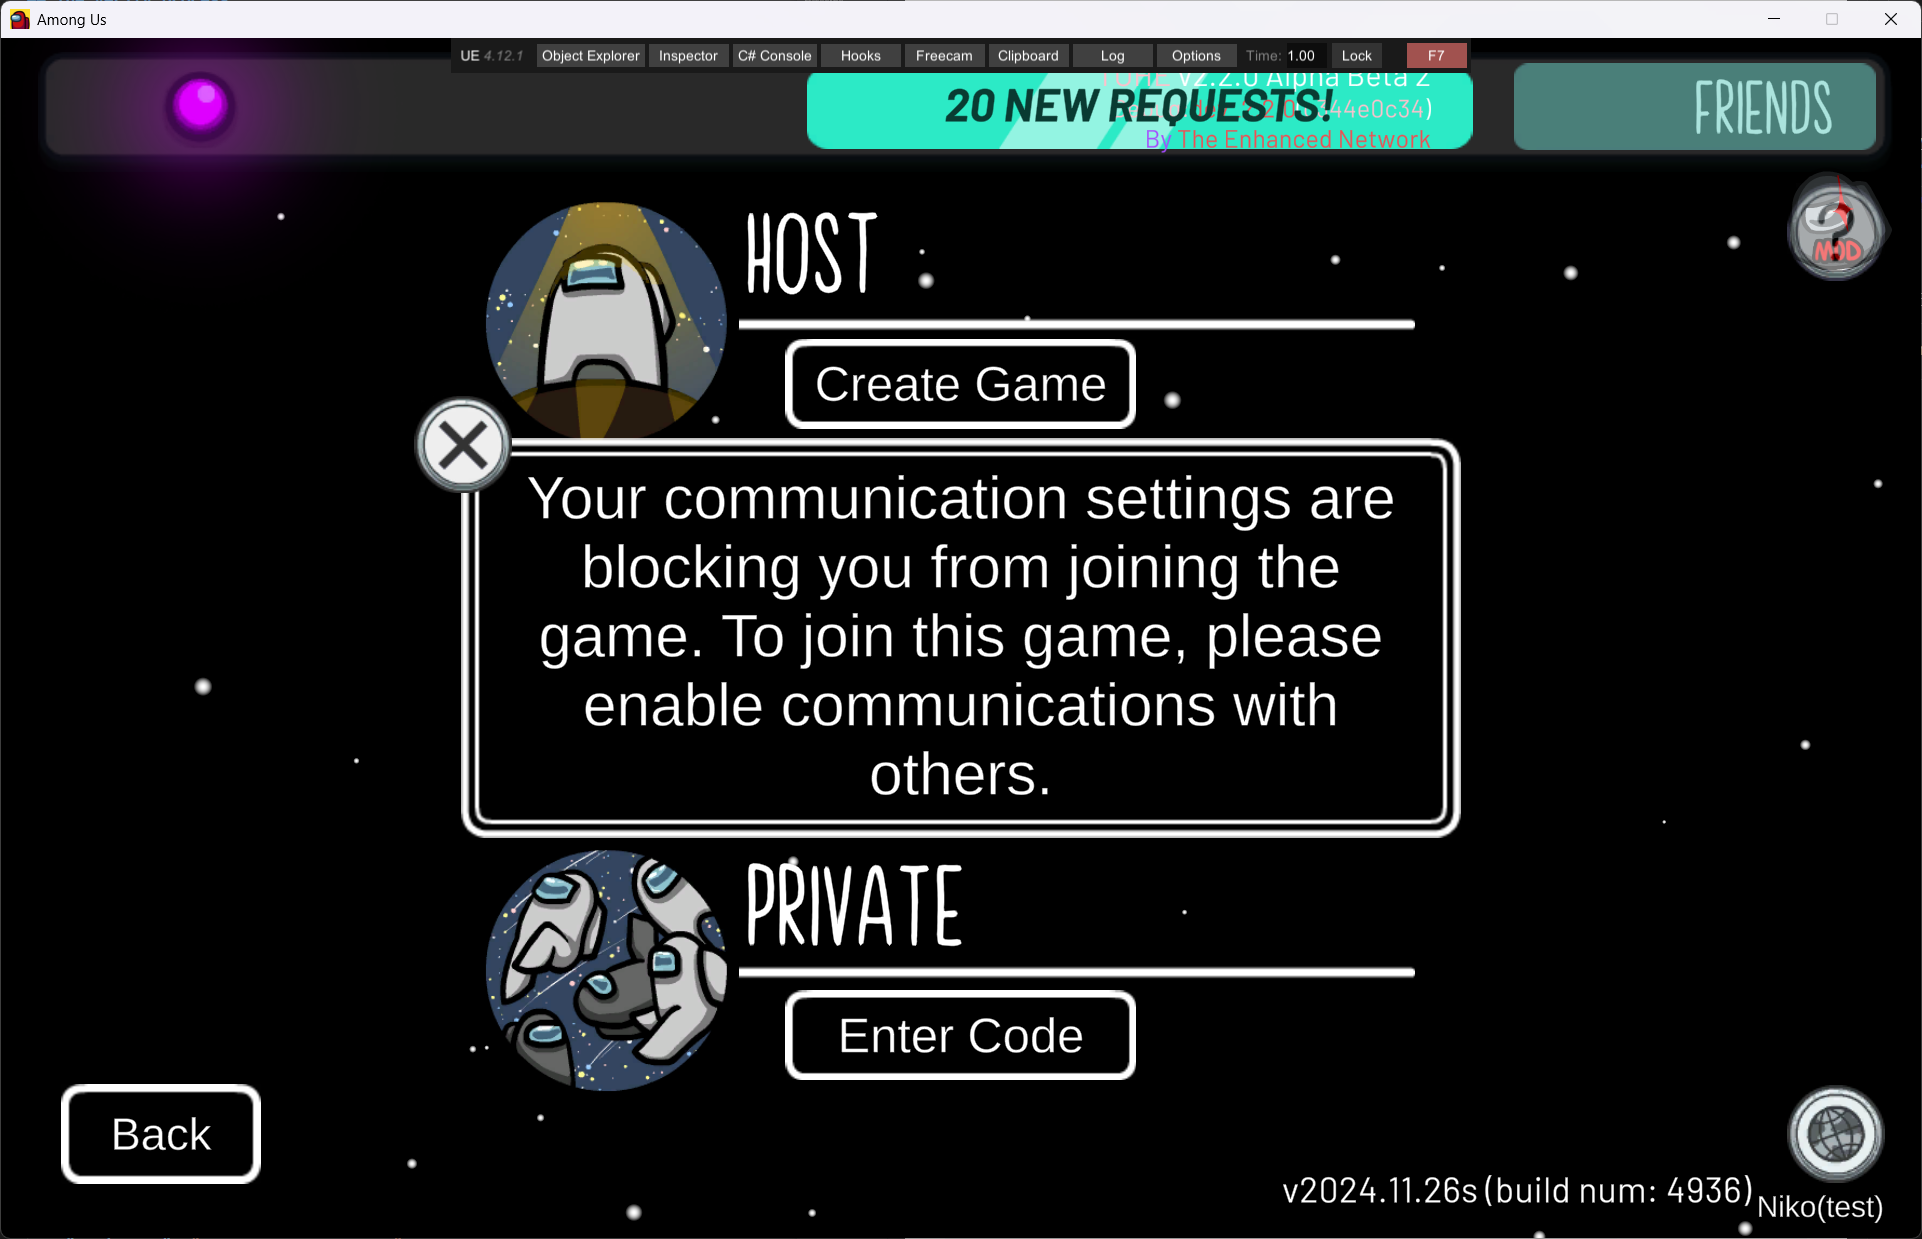 Among Us
UE 4.12.1 Object Explorer Inspector C# Console Hooks Freecam Clipboard Log Options Time: 1.00 Lock F7
v2.2.0 Alpha Beta 2
20 NEW REQUESTS!
344e0c34)
By The Enhanced Network
FRIENDS
MOD
HOST
Create Game
Your communication settings are
blocking you from joining the
game. To join this game, please
enable communications with
others.
PRIVATE
Enter Code
Back
v2024.11.26s (build num: 4936)
Niko(test)